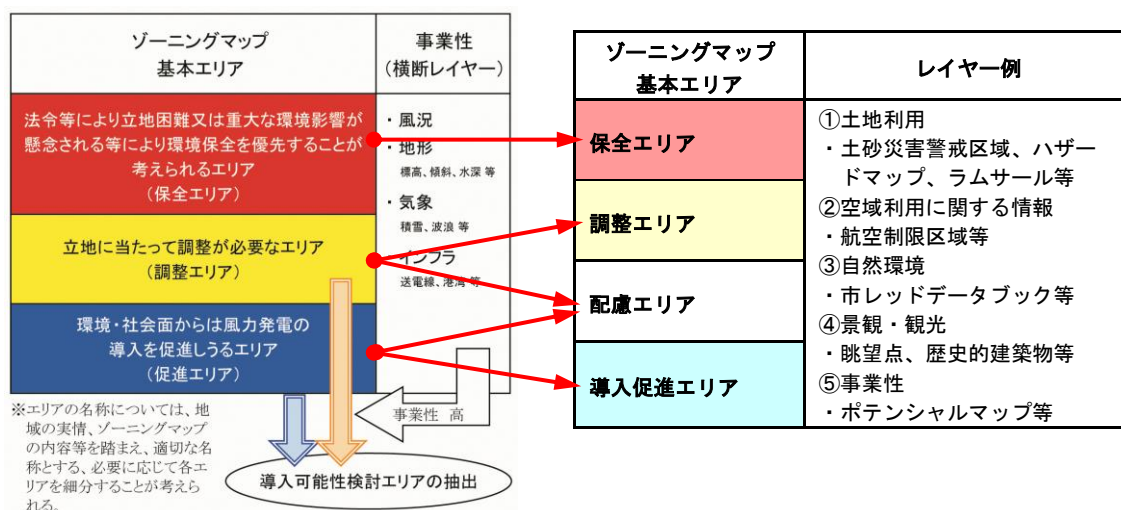 ゾーニングマップ
基本エリア
事業性
(横断レイヤー)
法令等により立地困難又は重大な環境影響が
懸念される等により環境保全を優先することが
考えられるエリア
(保全エリア)
立地に当たって調整が必要なエリア
(調整エリア)
環境・社会面からは風力発電の
導入を促進しうるエリア
(促進エリア)
・風況
・地形
標高、傾斜、水深 等
・気象
積雪、波浪 等
・インフラ
送電線、港湾 等
事業性 高
導入可能性検討エリアの抽出
※エリアの名称については、地
域の実情、ゾーニングマップ
の内容等を踏まえ、適切な名
称とする、必要に応じて各エ
リアを細分することが考えら
れる。
ゾーニングマップ
基本エリア
レイヤー例
保全エリア
調整エリア
配慮エリア
導入促進エリア
①土地利用
・土砂災害警戒区域、ハザー
ドマップ、ラムサール等
②空域利用に関する情報
・航空制限区域等
③自然環境
・市レッドデータブック等
④景観・観光
・眺望点、歴史的建築物等
⑤事業性
・ポテンシャルマップ等